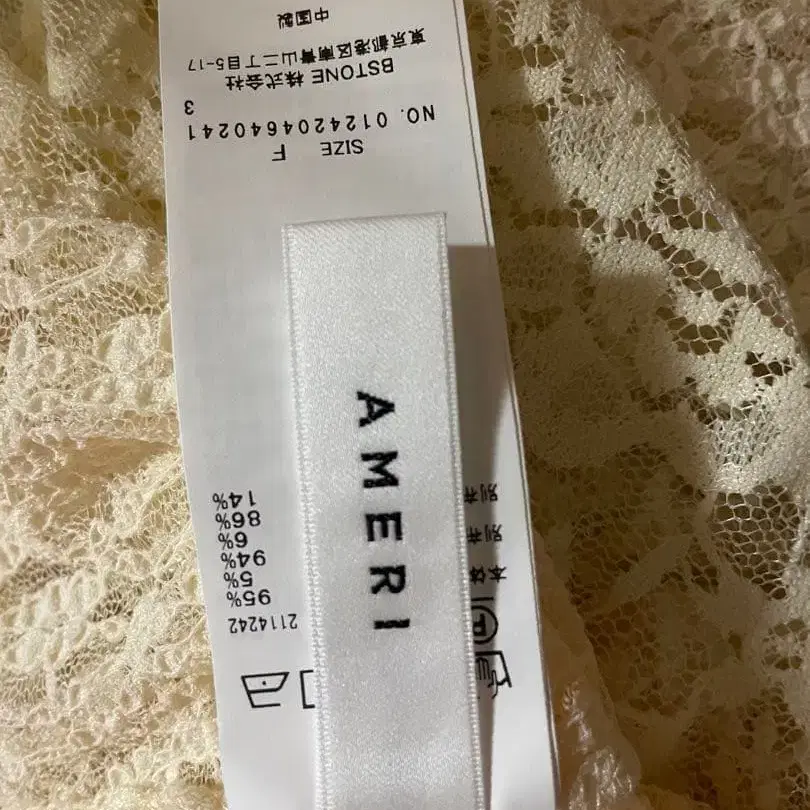 AMERI
2114242
本体 95%
5%
別布 94%
6%
別布 86%
14%
SIZE F
NO. 0124204640241
3
BSTONE 株式会社
東京都港区南青山二丁目5-17
中国製